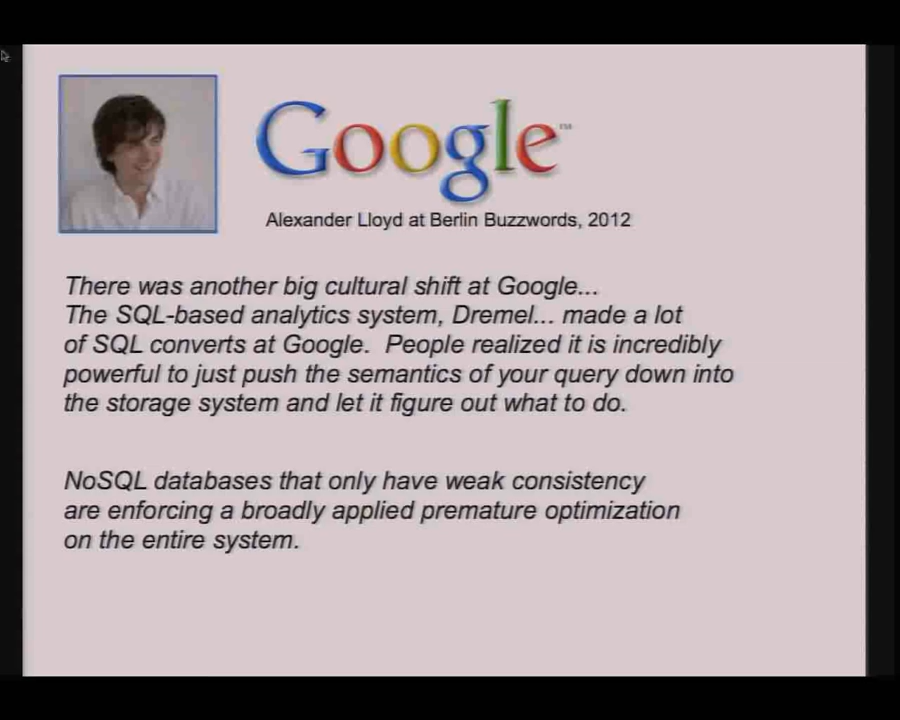 Google™
Alexander Lloyd at Berlin Buzzwords, 2012
There was another big cultural shift at Google...
The SQL-based analytics system, Dremel... made a lot
of SQL converts at Google. People realized it is incredibly
powerful to just push the semantics of your query down into
the storage system and let it figure out what to do.
NoSQL databases that only have weak consistency
are enforcing a broadly applied premature optimization
on the entire system.